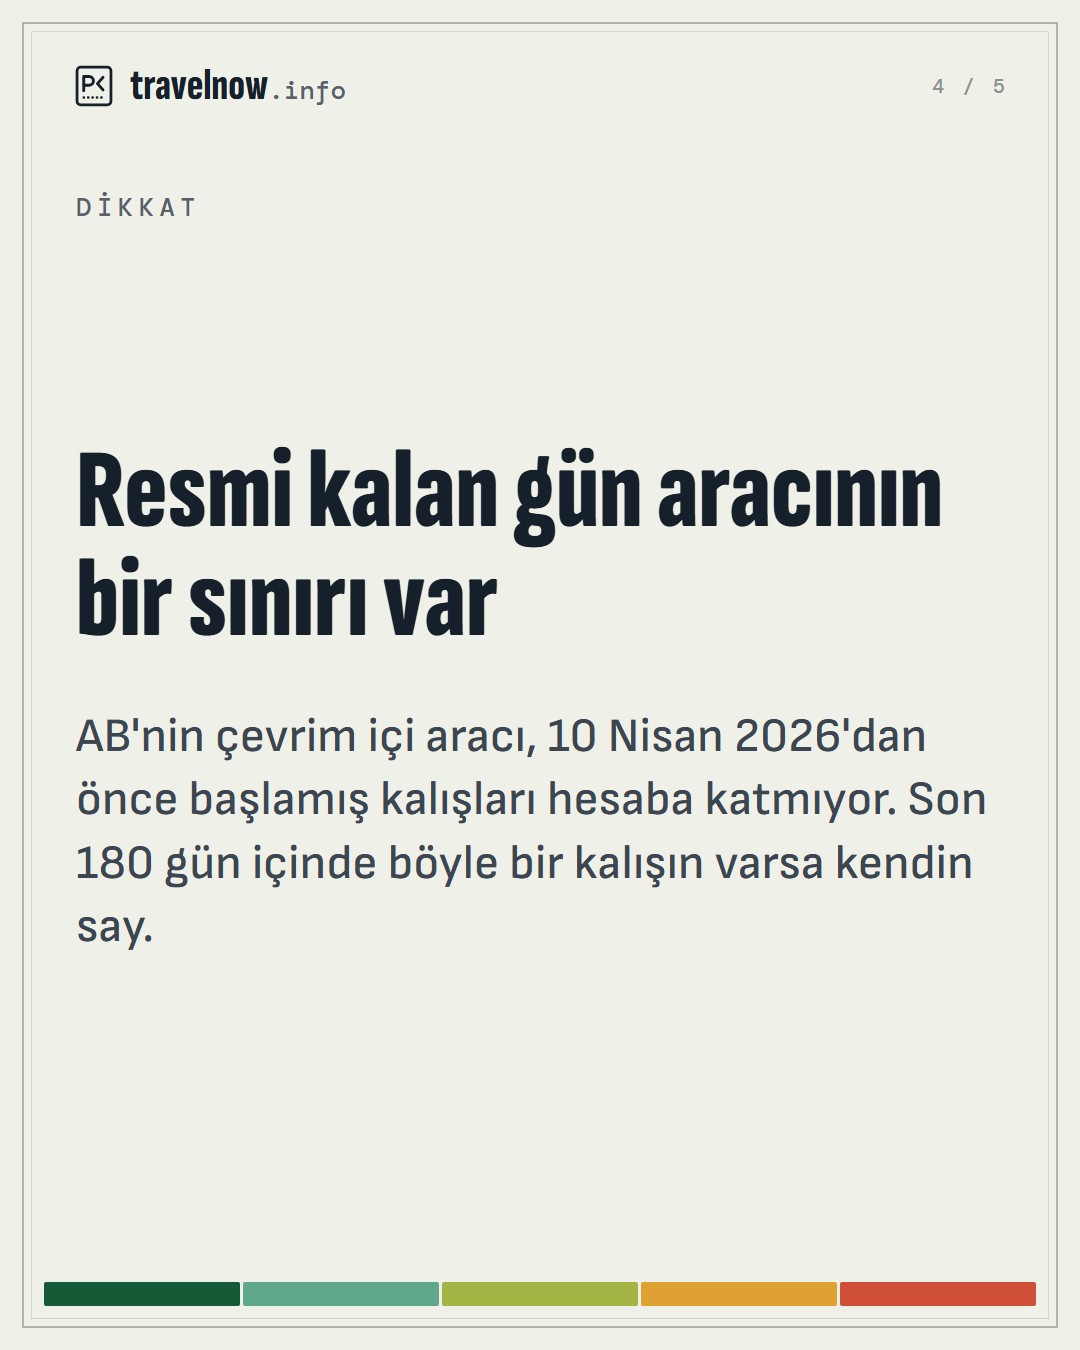 travelnow.info
4 / 5
DİKKAT
Resmi kalan gün aracının
bir sınırı var
AB'nin çevrim içi aracı, 10 Nisan 2026'dan
önce başlamış kalışları hesaba katmıyor. Son
180 gün içinde böyle bir kalışın varsa kendin
say.